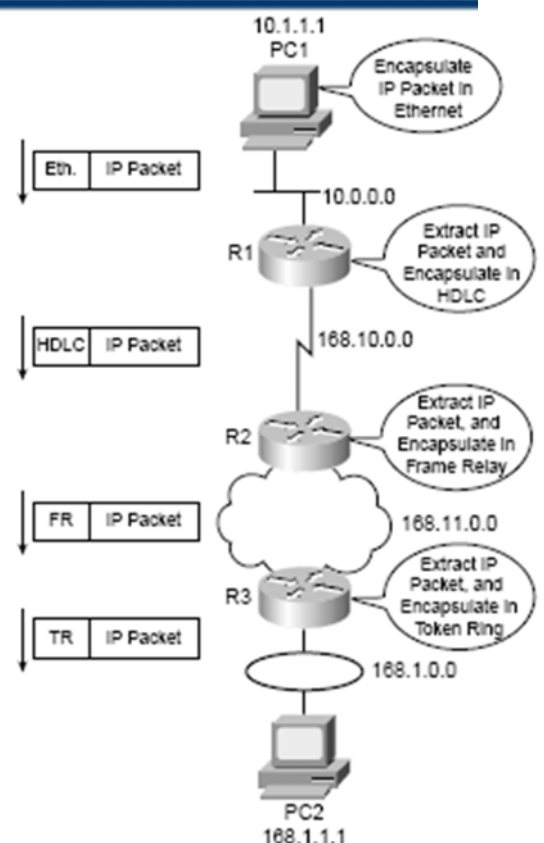 10.1.1.1
PC1
Encapsulate
IP Packet in
Ethernet
Eth.
IP Packet
10.0.0.0
R1
Extract IP
Packet and
Encapsulate in
HDLC
HDLC
IP Packet
168.10.0.0
R2
Extract IP
Packet, and
Encapsulate in
Frame Relay
FR
IP Packet
168.11.0.0
R3
Extract IP
Packet, and
Encapsulate in
Token Ring
TR
IP Packet
168.1.0.0
PC2
168.1.1.1